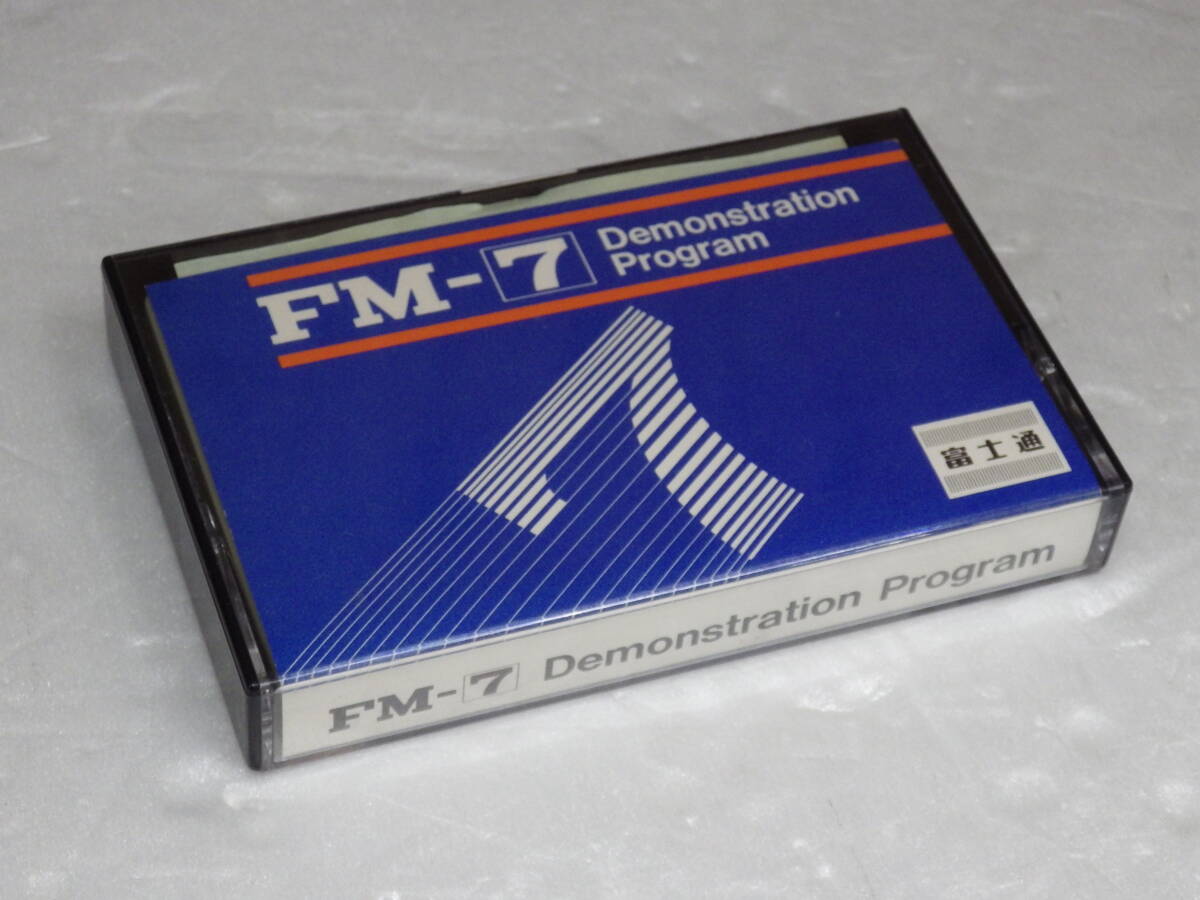 FM-7 Demonstration
Program
富士通
FM-7 Demonstration Program